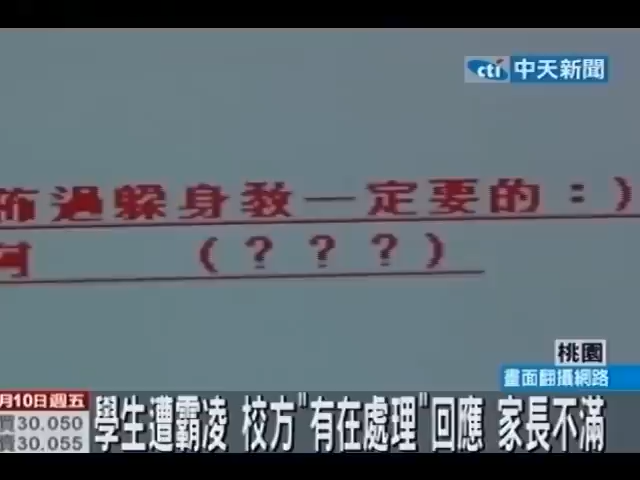 cti 中天新聞
過躲身教一定要的：)
(？？？)
桃園
畫面翻攝網路
月10日週五
買30.050
賣30.055
學生遭霸凌 校方"有在處理"回應 家長不滿